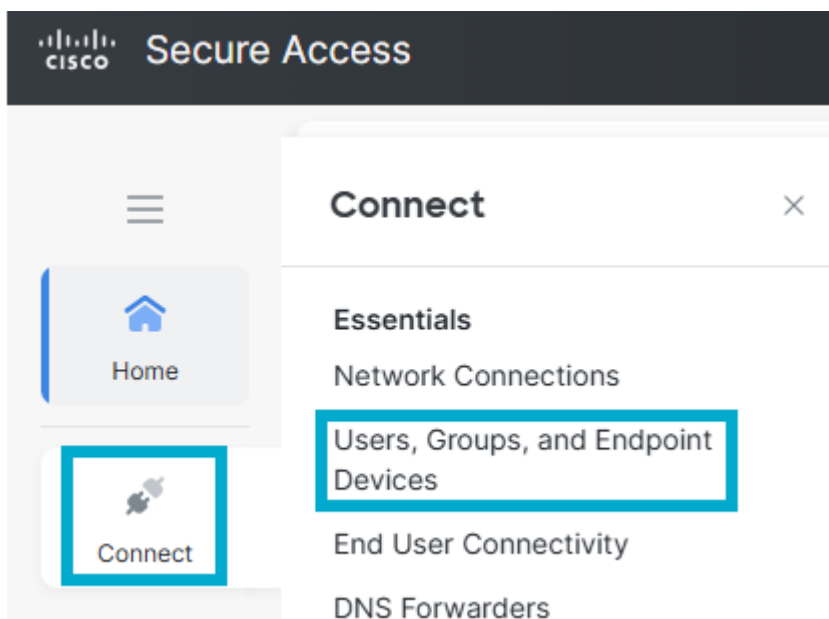 CISCO Secure Access
Connect
Home
Essentials
Network Connections
Users, Groups, and Endpoint
Devices
Connect
End User Connectivity
DNS Forwarders